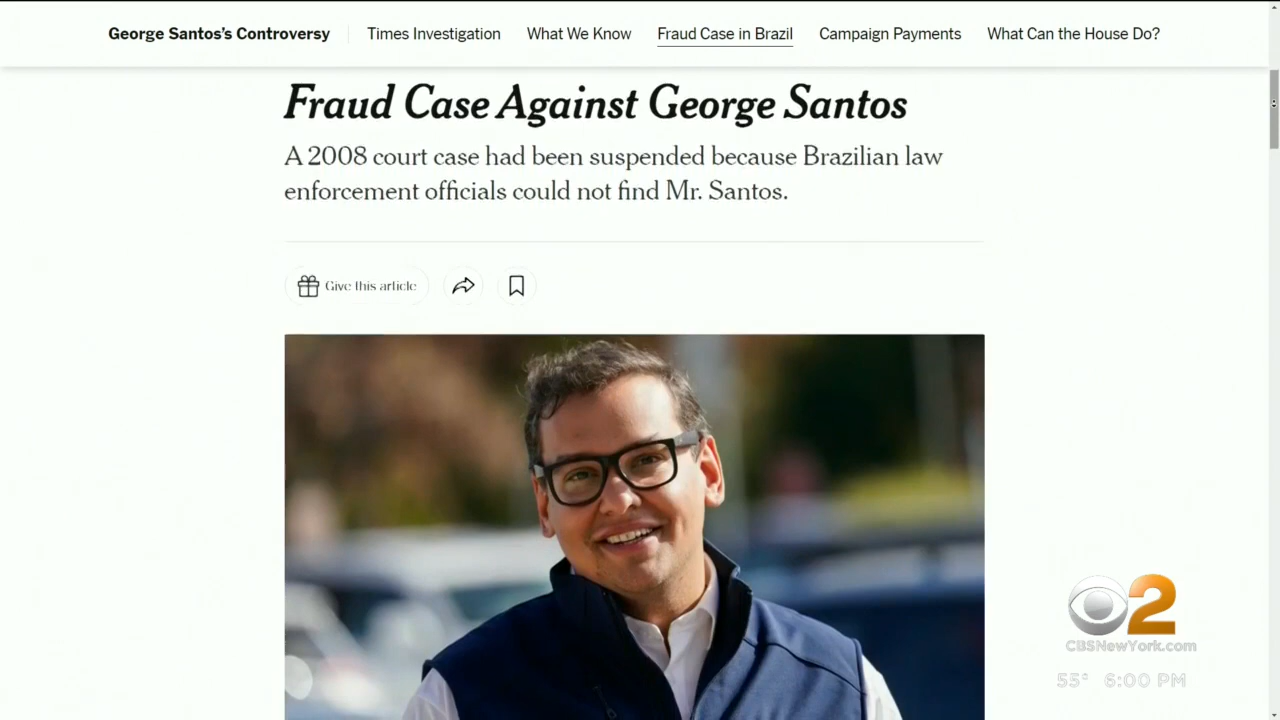 George Santos's Controversy
Times Investigation
What We Know
Fraud Case in Brazil
Campaign Payments
What Can the House Do?
Fraud Case Against George Santos
A 2008 court case had been suspended because Brazilian law
enforcement officials could not find Mr. Santos.
Give this article
2
CBSNewYork.com
55° 6:00 PM